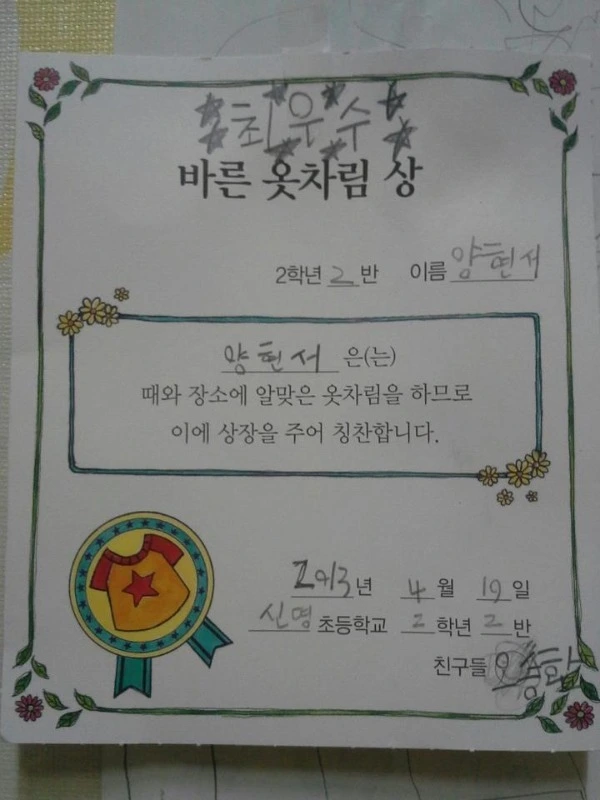 최우수
바른 옷차림 상
2학년 2 반 이름 양현서
양현서 은(는)
때와 장소에 알맞은 옷차림을 하므로
이에 상장을 주어 칭찬합니다.
2013년 4월 19일
신명 초등학교 2학년 2반
친구들